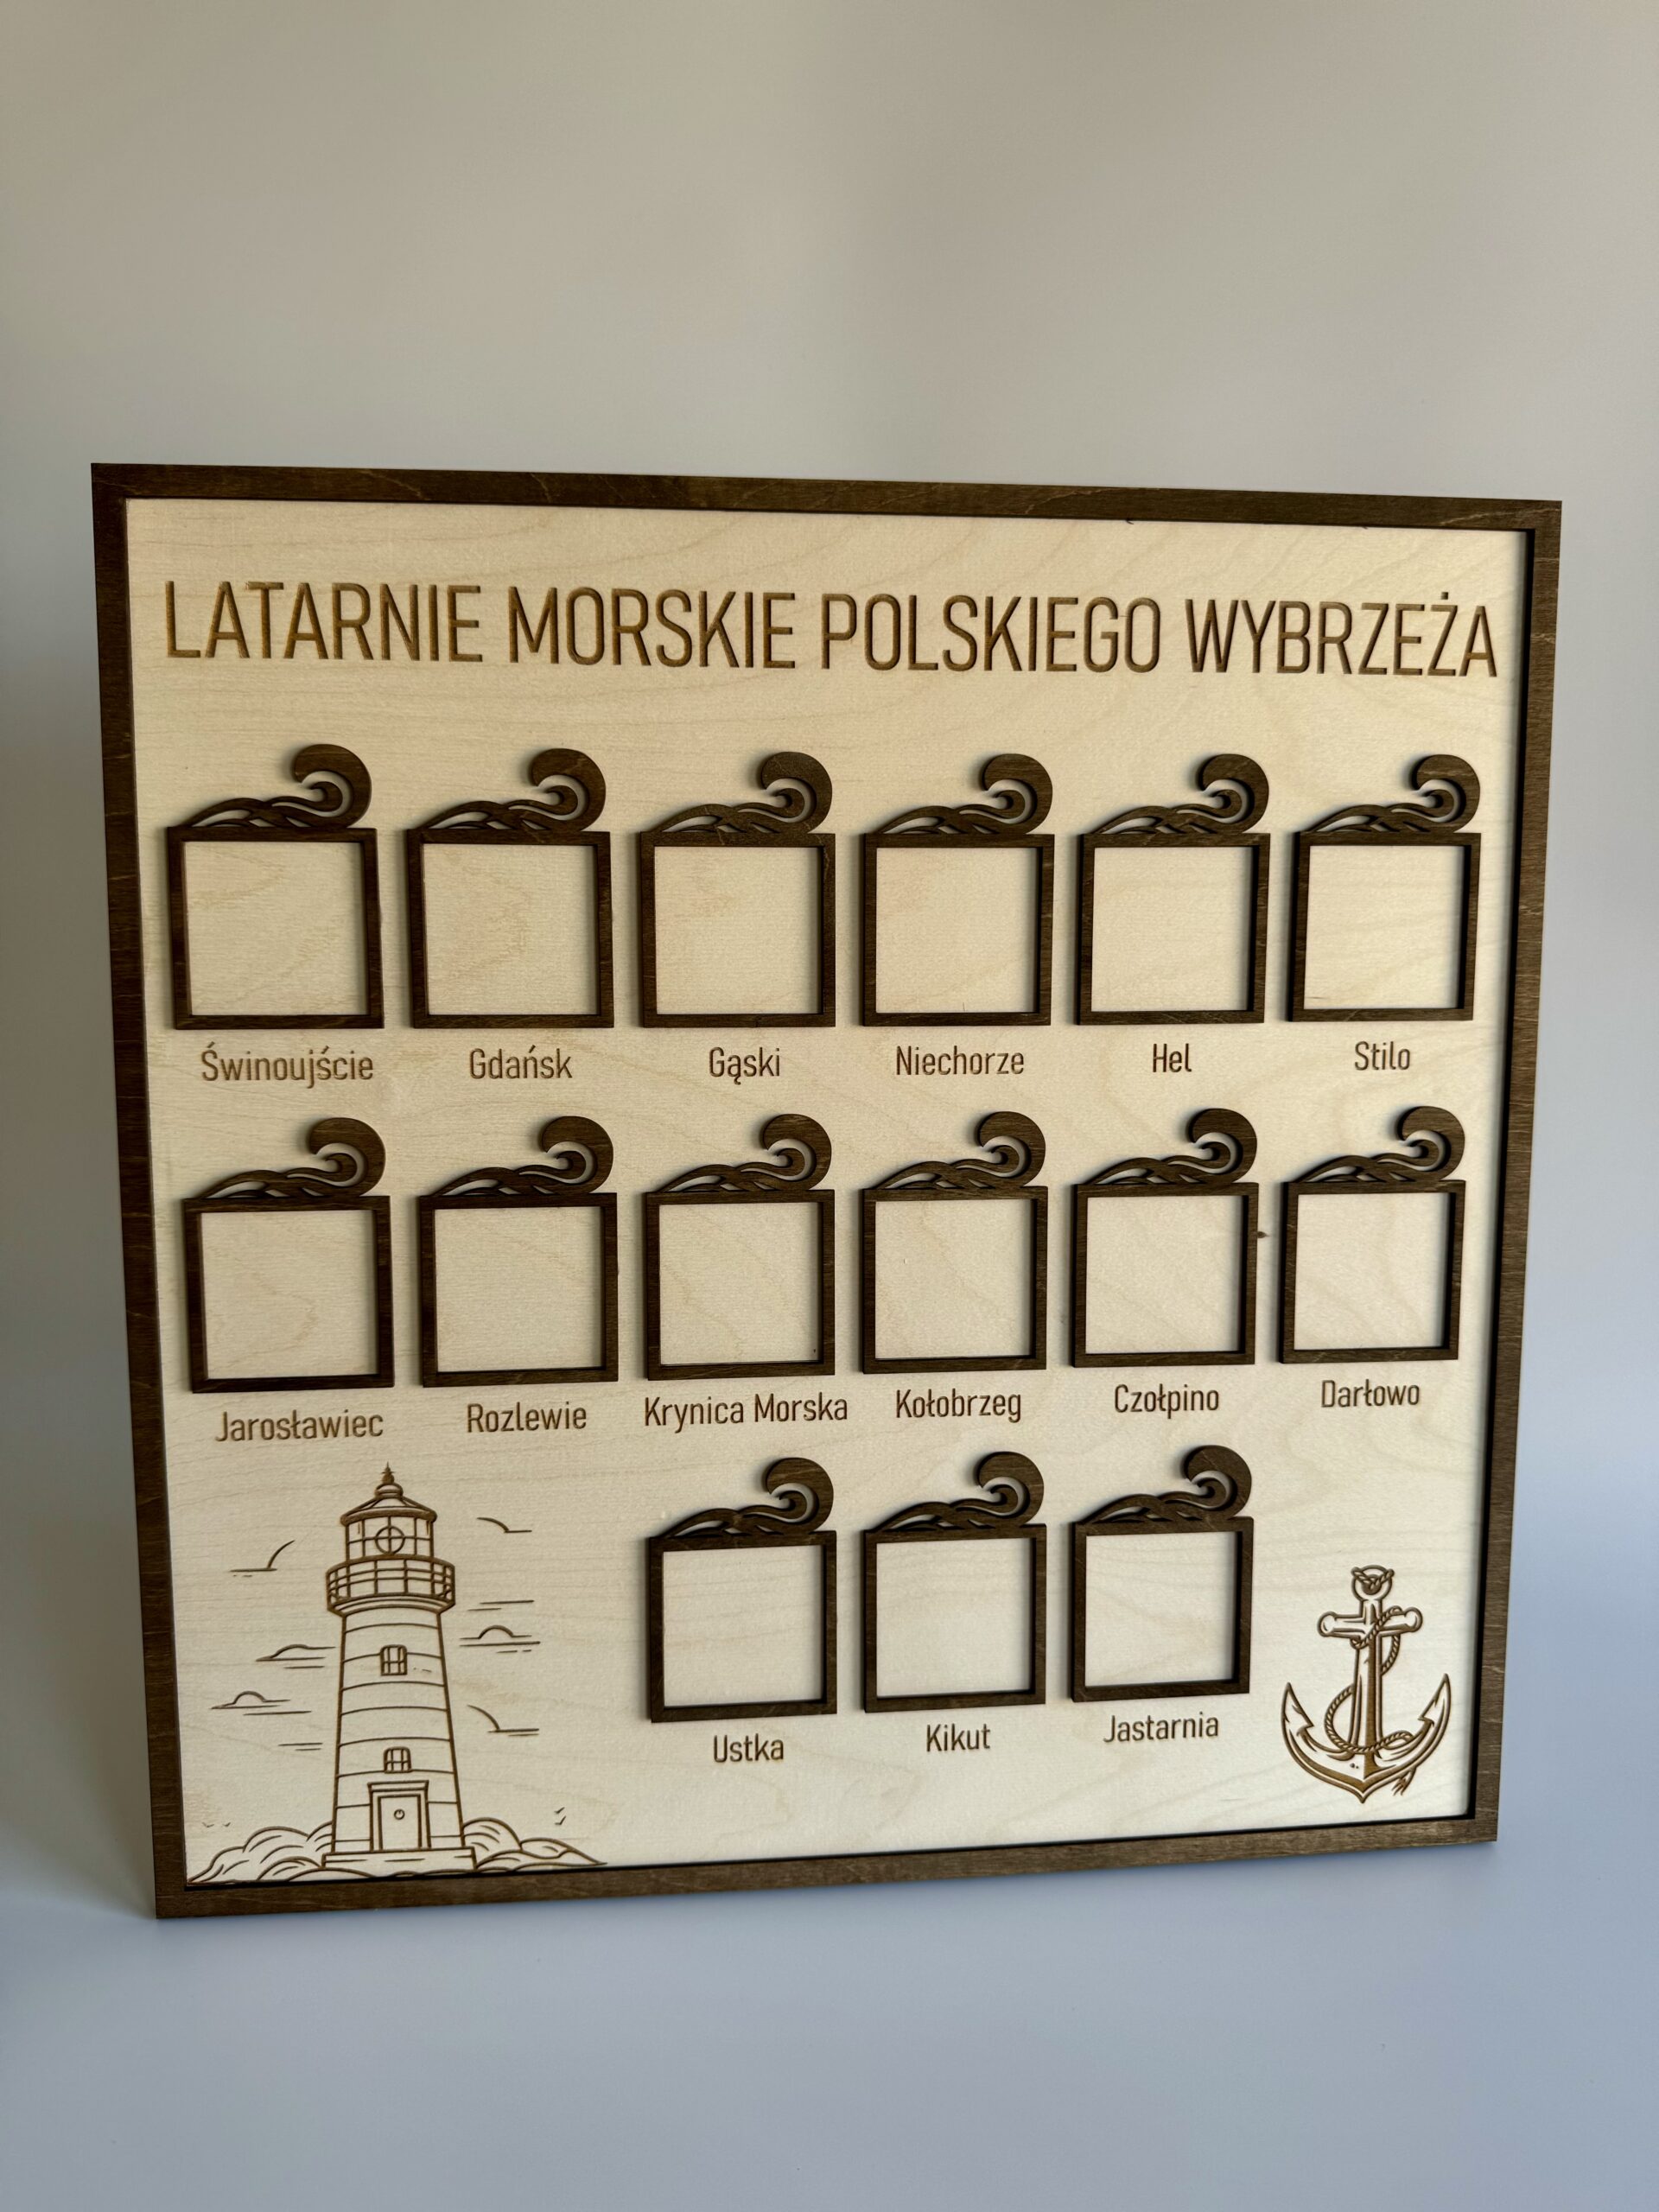 LATARNIE MORSKIE POLSKIEGO WYBRZEŻA
Świnoujście Gdańsk Gąski Niechorze Hel Stilo
Jarosławiec Rozlewie Krynica Morska Kołobrzeg Czołpino Darłowo
Ustka Kikut Jastarnia